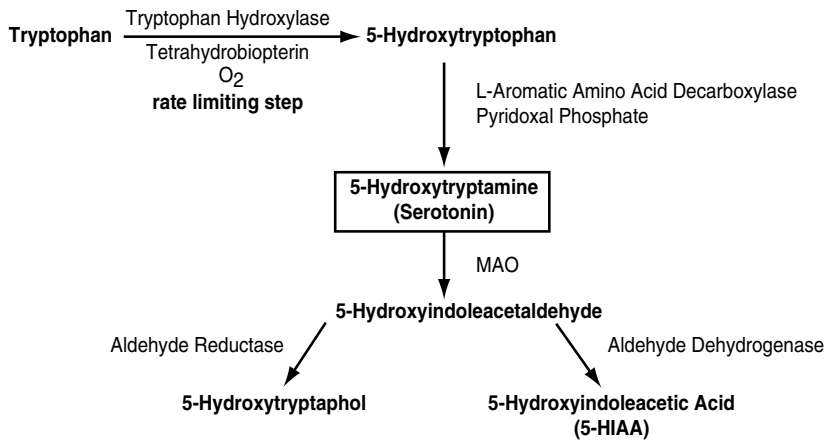 Tryptophan
Tryptophan Hydroxylase
Tetrahydrobiopterin
O2
rate limiting step
5-Hydroxytryptophan
L-Aromatic Amino Acid Decarboxylase
Pyridoxal Phosphate
5-Hydroxytryptamine
(Serotonin)
MAO
5-Hydroxyindoleacetaldehyde
Aldehyde Reductase
Aldehyde Dehydrogenase
5-Hydroxytryptaphol
5-Hydroxyindoleacetic Acid
(5-HIAA)